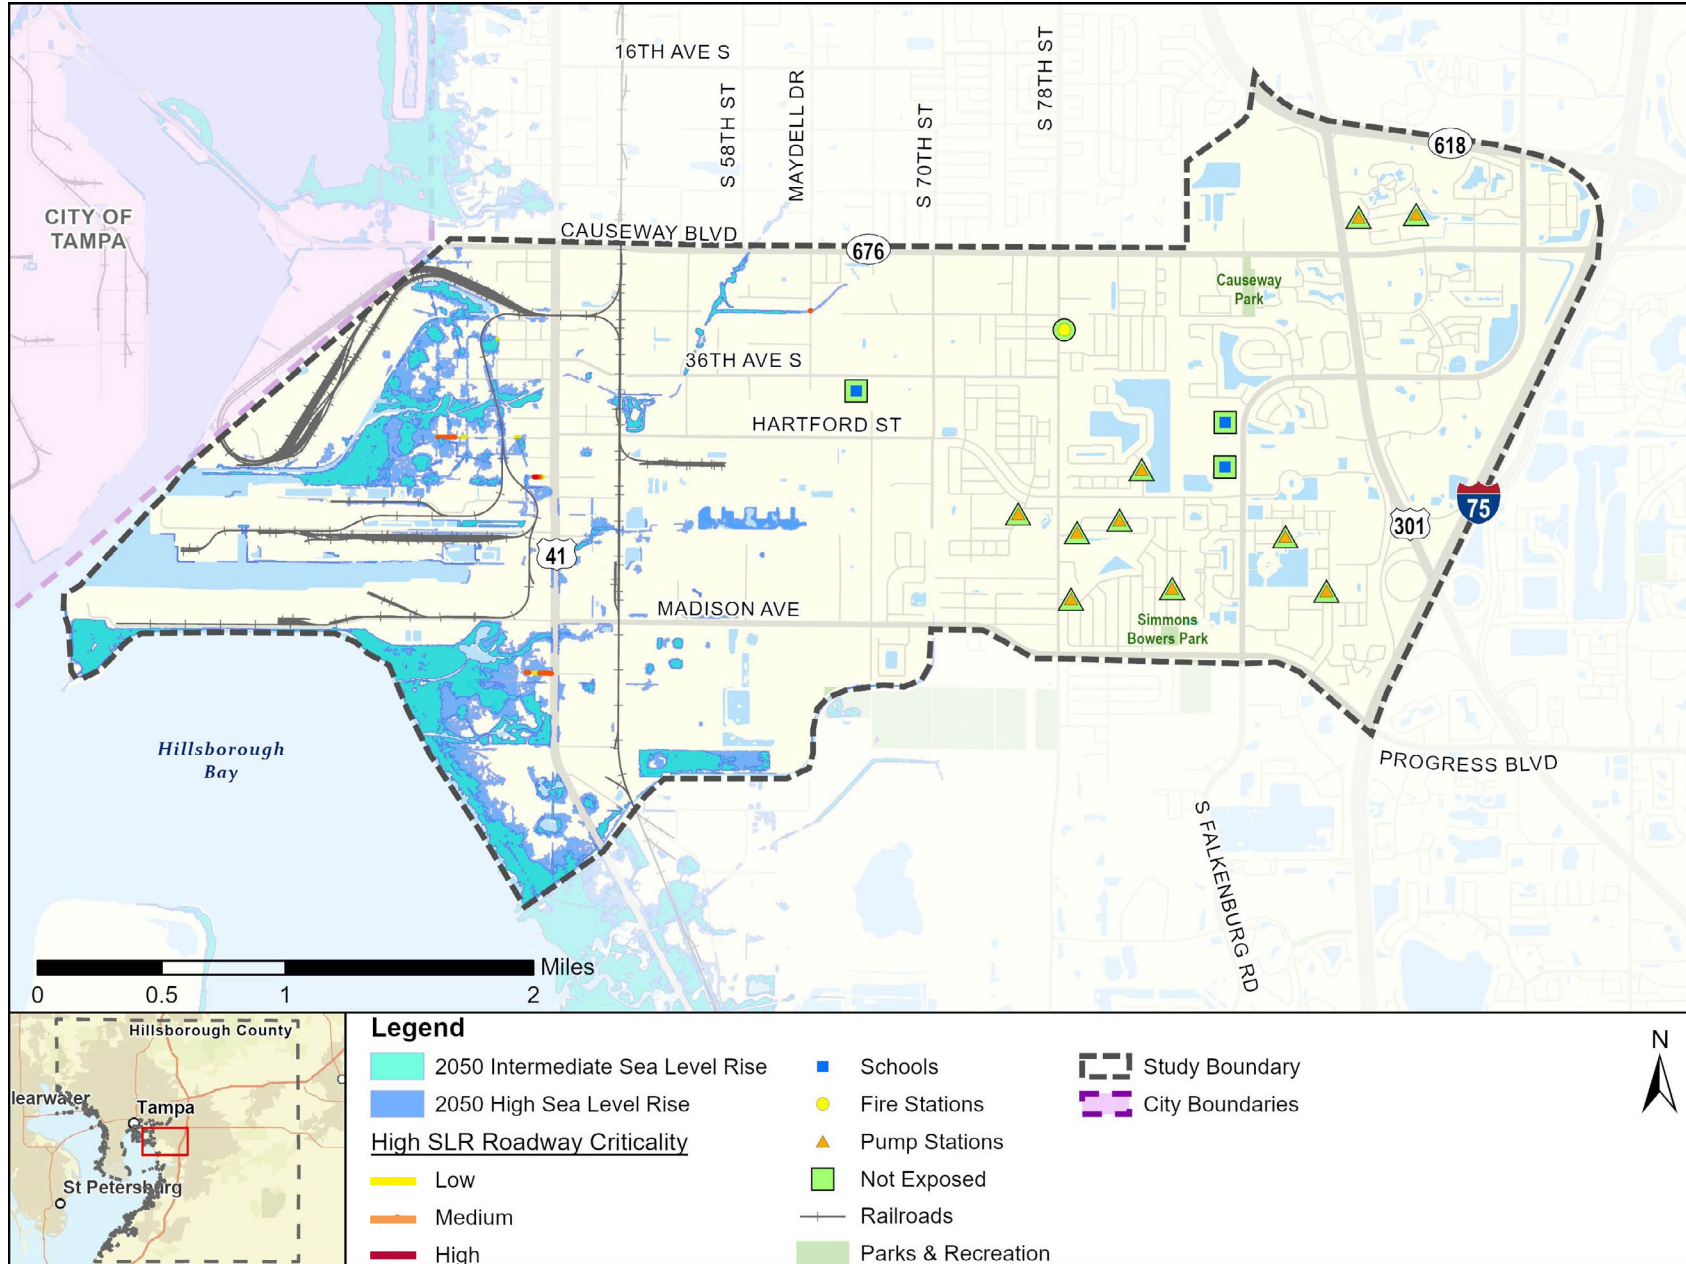 16TH AVE S
S 58TH ST
MAYDELL DR
S 70TH ST
S 78TH ST
618
CITY OF
TAMPA
CAUSEWAY BLVD
676
Causeway
Park
36TH AVE S
HARTFORD ST
75
301
41
MADISON AVE
Simmons
Bowers Park
Hillsborough
Bay
PROGRESS BLVD
S FALKENBURG RD
Miles
0 0.5 1 2
Hillsborough County
learwater
Tampa
St Petersburg
Legend
2050 Intermediate Sea Level Rise
2050 High Sea Level Rise
High SLR Roadway Criticality
Low
Medium
High
Schools
Fire Stations
Pump Stations
Not Exposed
Railroads
Parks & Recreation
Study Boundary
City Boundaries
N